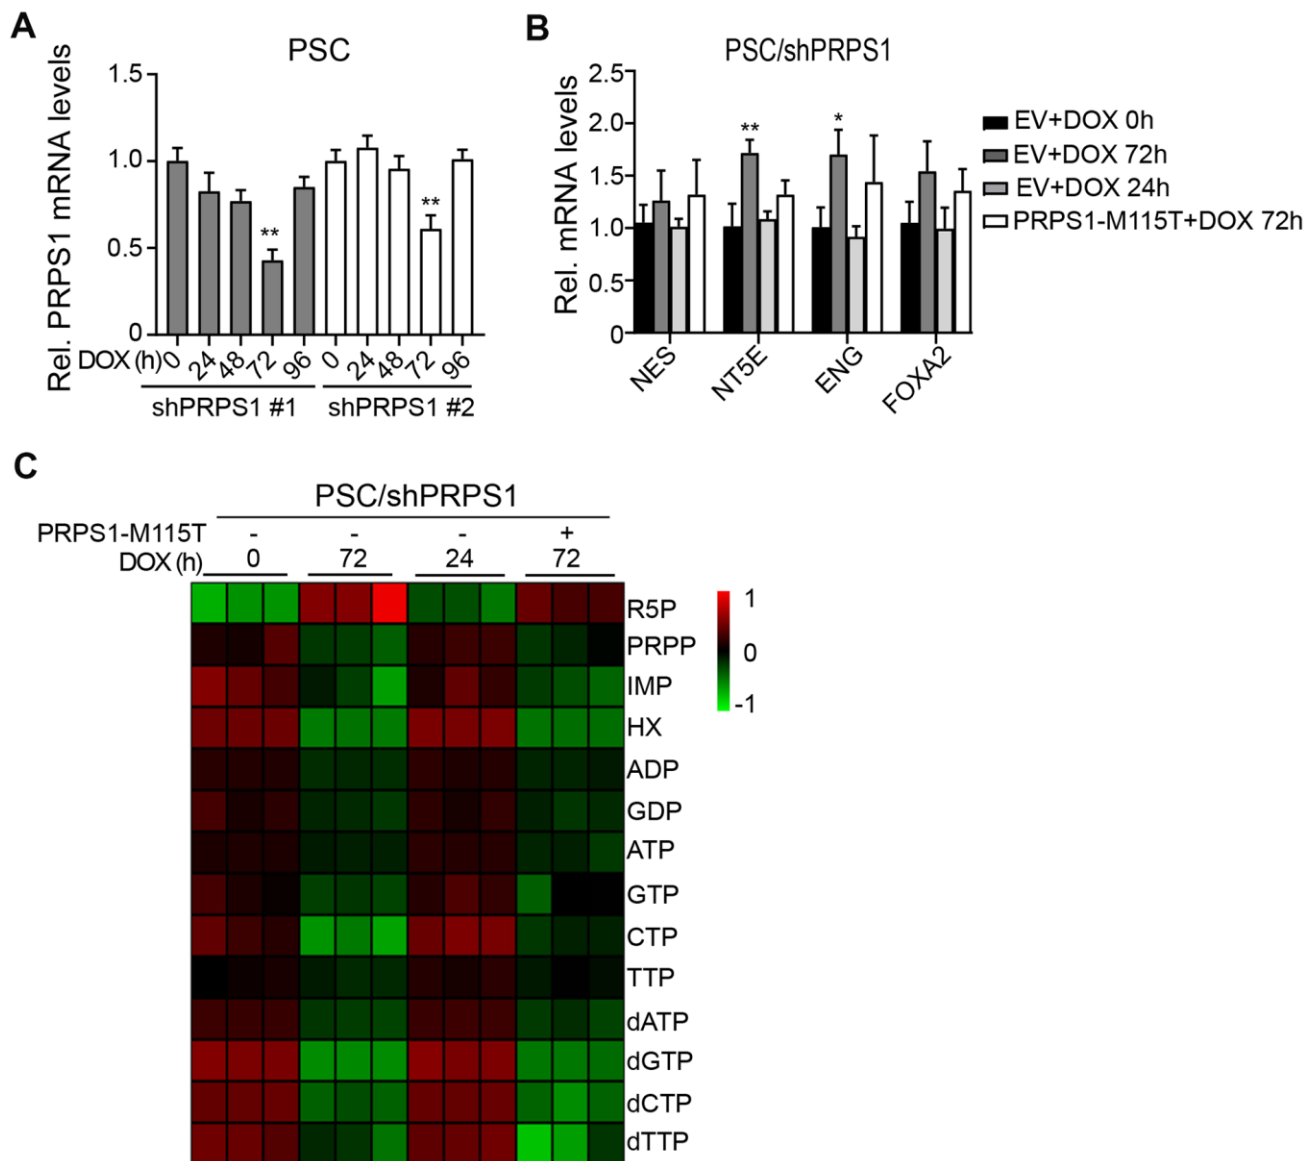 A
PSC
Rel. PRPS1 mRNA levels
1.5
1.0
0.5
0
**
**
DOX (h) 0 24 48 72 96 0 24 48 72 96
shPRPS1 #1 shPRPS1 #2
B
PSC/shPRPS1
Rel. mRNA levels
2.5
2.0
1.5
1.0
0.5
0
**
*
NES NT5E ENG FOXA2
EV+DOX 0h
EV+DOX 72h
EV+DOX 24h
PRPS1-M115T+DOX 72h
C
PSC/shPRPS1
PRPS1-M115T - - - +
DOX (h) 0 72 24 72
R5P
PRPP
IMP
HX
ADP
GDP
ATP
GTP
CTP
TTP
dATP
dGTP
dCTP
dTTP
1
0
-1